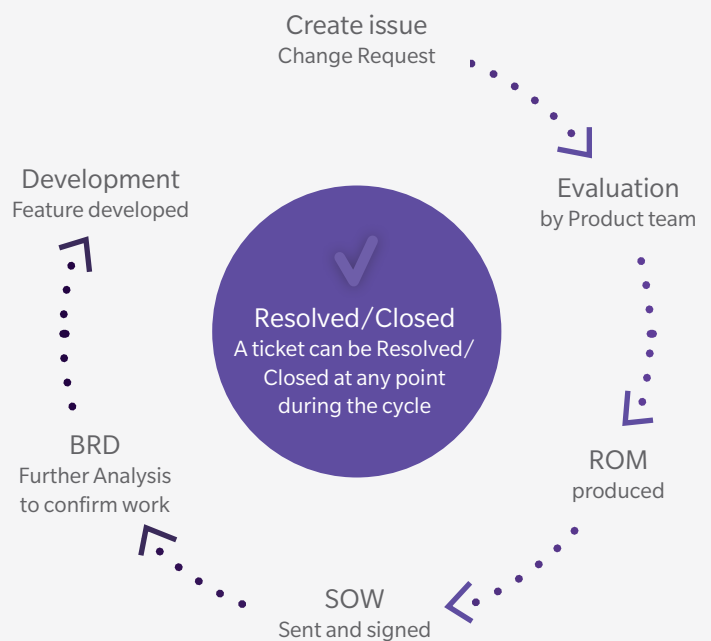 Create issue
Change Request
Evaluation
by Product team
ROM
produced
SOW
Sent and signed
BRD
Further Analysis
to confirm work
Development
Feature developed
Resolved/Closed
A ticket can be Resolved/
Closed at any point
during the cycle